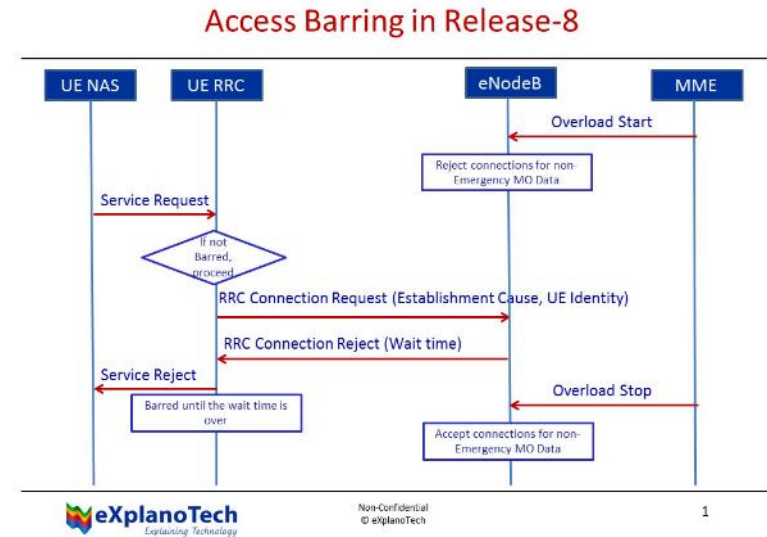 Access Barring in Release-8
UE NAS
UE RRC
eNodeB
MME
Overload Start
Reject connections for non-
Emergency MO Data
Service Request
If not
Barred,
proceed
RRC Connection Request (Establishment Cause, UE Identity)
RRC Connection Reject (Wait time)
Service Reject
Overload Stop
Barred until the wait time is
over
Accept connections for non-
Emergency MO Data
eXplanoTech
Explaining Technology
Non-Confidential
© eXplanoTech
1